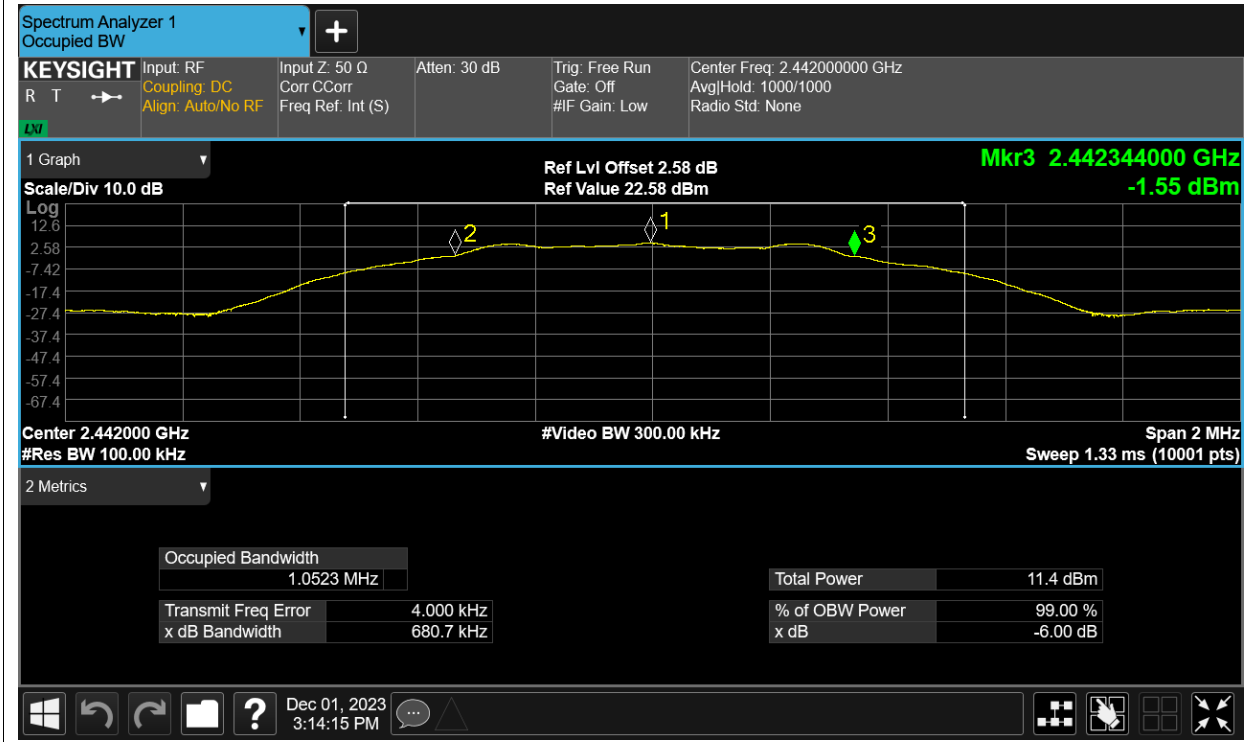 Spectrum Analyzer 1
Occupied BW
KEYSIGHT
R T
LXI
Input: RF
Coupling: DC
Align: Auto/No RF
Input Z: 50 Ω
Corr CCorr
Freq Ref: Int (S)
Atten: 30 dB
Trig: Free Run
Gate: Off
#IF Gain: Low
Center Freq: 2.442000000 GHz
Avg|Hold: 1000/1000
Radio Std: None
1 Graph
Scale/Div 10.0 dB
Ref Lvl Offset 2.58 dB
Ref Value 22.58 dBm
Mkr3 2.442344000 GHz
-1.55 dBm
Log
12.6
2.58
-7.42
-17.4
-27.4
-37.4
-47.4
-57.4
-67.4
2
1
3
Center 2.442000 GHz
#Res BW 100.00 kHz
#Video BW 300.00 kHz
Span 2 MHz
Sweep 1.33 ms (10001 pts)
2 Metrics
Occupied Bandwidth
1.0523 MHz
Transmit Freq Error 4.000 kHz
x dB Bandwidth 680.7 kHz
Total Power 11.4 dBm
% of OBW Power 99.00 %
x dB -6.00 dB
?
Dec 01, 2023
3:14:15 PM